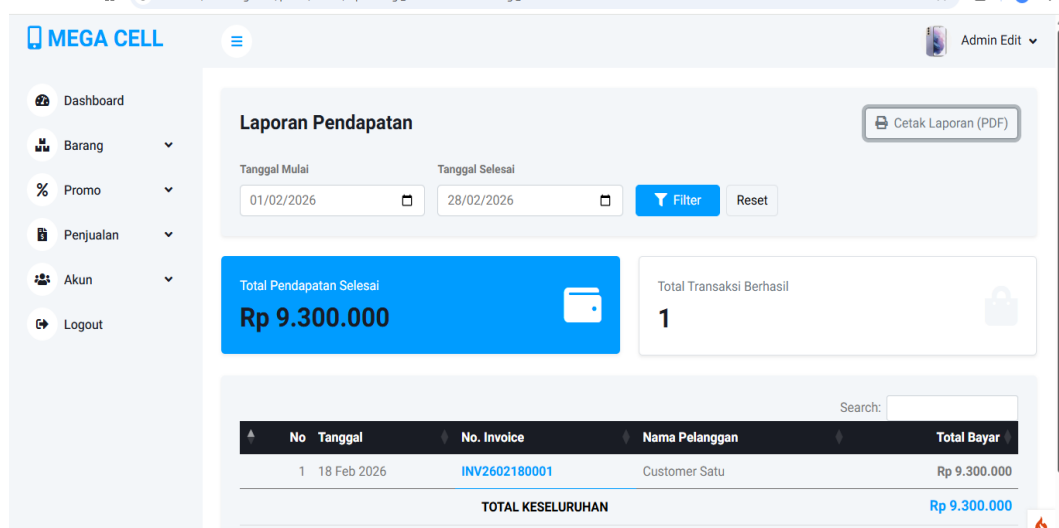 MEGA CELL
Admin Edit
Dashboard
Barang
Promo
Penjualan
Akun
Logout
Laporan Pendapatan
Cetak Laporan (PDF)
Tanggal Mulai
Tanggal Selesai
01/02/2026
28/02/2026
Filter
Reset
Total Pendapatan Selesai
Rp 9.300.000
Total Transaksi Berhasil
1
Search:
No Tanggal No. Invoice Nama Pelanggan Total Bayar
1 18 Feb 2026 INV2602180001 Customer Satu Rp 9.300.000
TOTAL KESELURUHAN Rp 9.300.000